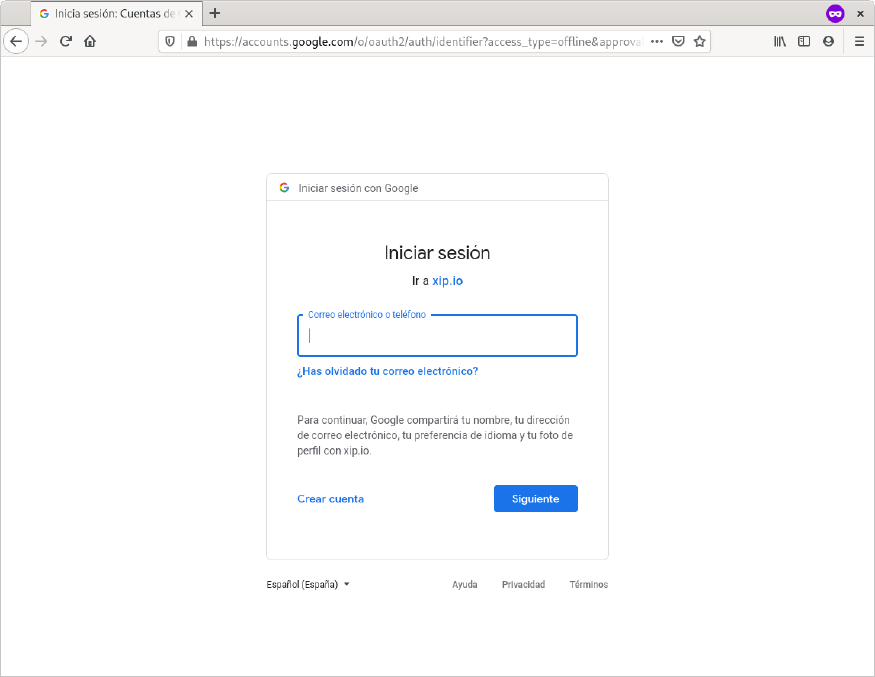 Inicia sesión: Cuentas de
https://accounts.google.com/o/oauth2/auth/identifier?access_type=offline&approva
Iniciar sesión con Google
Iniciar sesión
Ir a xip.io
Correo electrónico o teléfono
¿Has olvidado tu correo electrónico?
Para continuar, Google compartirá tu nombre, tu dirección
de correo electrónico, tu preferencia de idioma y tu foto de
perfil con xip.io.
Crear cuenta Siguiente
Español (España) Ayuda Privacidad Términos